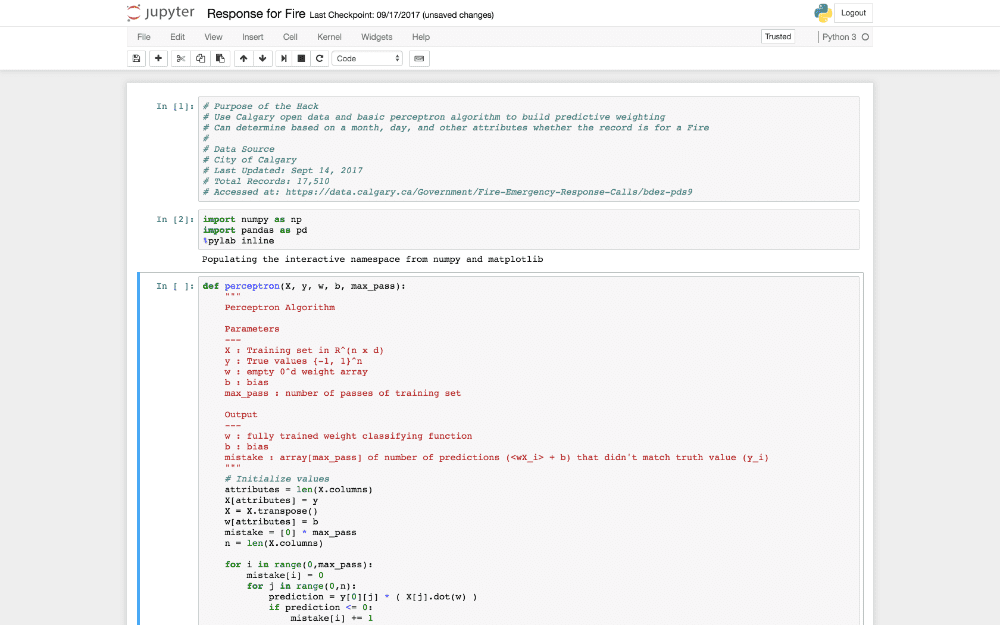 jupyter Response for Fire Last Checkpoint: 09/17/2017 (unsaved changes) Logout
File Edit View Insert Cell Kernel Widgets Help Trusted Python 3
Code
In [1]: # Purpose of the Hack
# Use Calgary open data and basic perceptron algorithm to build predictive weighting
# Can determine based on a month, day, and other attributes whether the record is for a Fire
#
# Data Source
# City of Calgary
# Last Updated: Sept 14, 2017
# Total Records: 17,510
# Accessed at: https://data.calgary.ca/Government/Fire-Emergency-Response-Calls/bdez-pds9
In [2]: import numpy as np
import pandas as pd
%pylab inline
Populating the interactive namespace from numpy and matplotlib
In [ ]: def perceptron(X, y, w, b, max_pass):
"""
Perceptron Algorithm
Parameters
---
X : Training set in R^(n x d)
y : True values {-1, 1}^n
w : empty 0^d weight array
b : bias
max_pass : number of passes of training set
Output
---
w : fully trained weight classifying function
b : bias
mistake : array[max_pass] of number of predictions (<wX_i> + b) that didn't match truth value (y_i)
"""
# Initialize values
attributes = len(X.columns)
X[attributes] = y
X = X.transpose()
w[attributes] = b
mistake = [0] * max_pass
n = len(X.columns)
for i in range(0,max_pass):
mistake[i] = 0
for j in range(0,n):
prediction = y[0][j] * ( X[j].dot(w) )
if prediction <= 0:
mistake[i] += 1